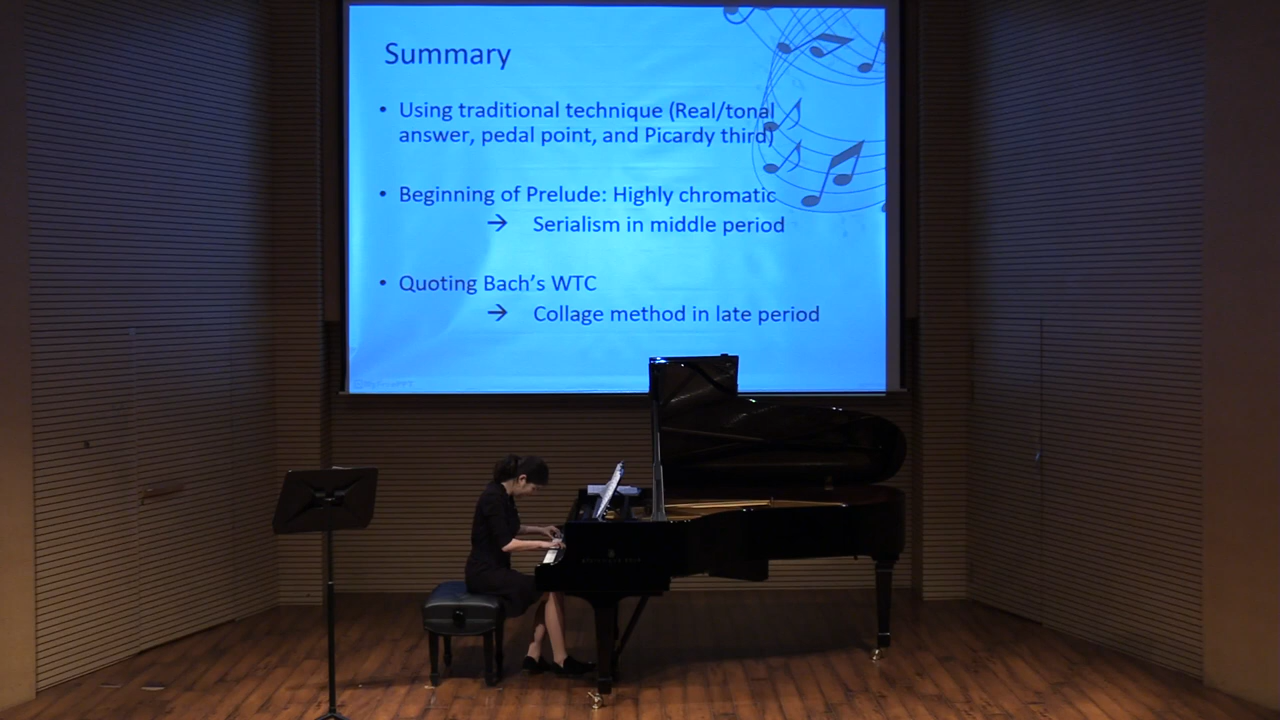 Summary
• Using traditional technique (Real/tonal
answer, pedal point, and Picardy third)
• Beginning of Prelude: Highly chromatic
→ Serialism in middle period
• Quoting Bach's WTC
→ Collage method in late period